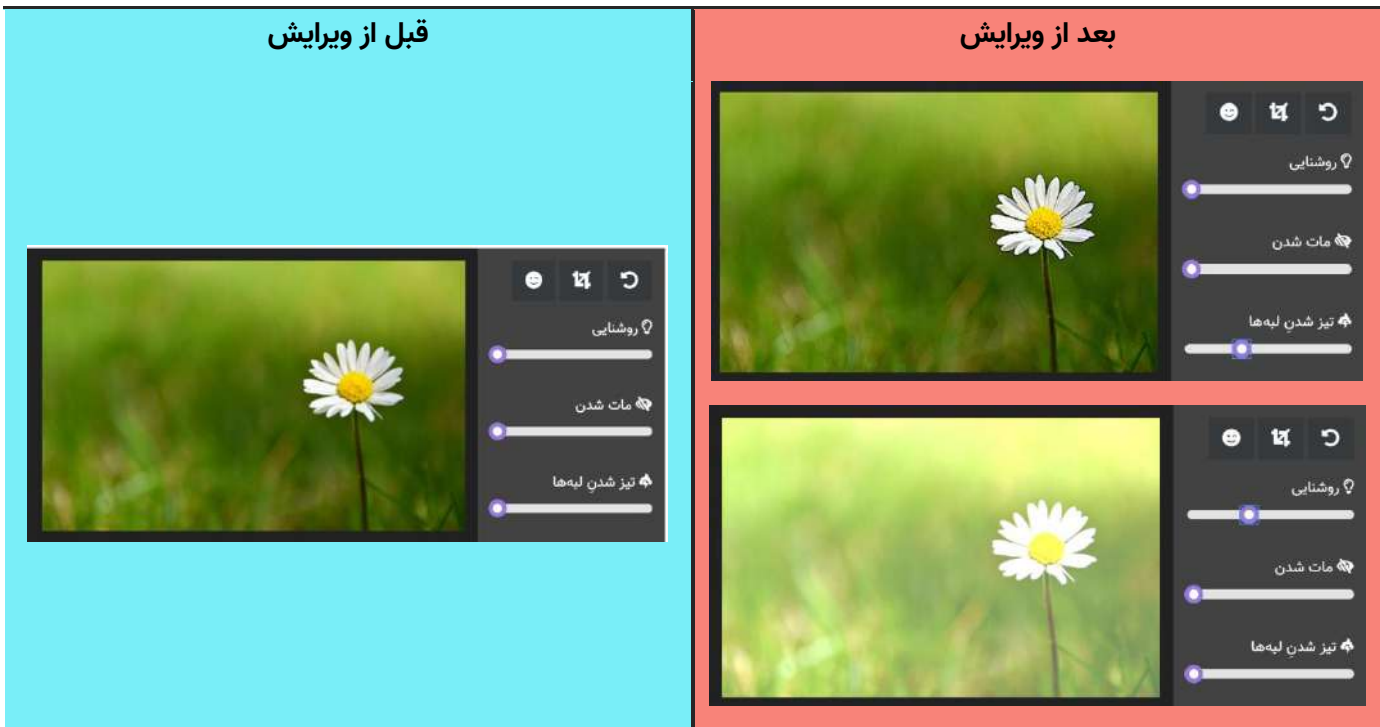 بعد از ویرایش
روشنایی
مات شدن
تیز شدنِ لبه‌ها
روشنایی
مات شدن
تیز شدنِ لبه‌ها
قبل از ویرایش
روشنایی
مات شدن
تیز شدنِ لبه‌ها